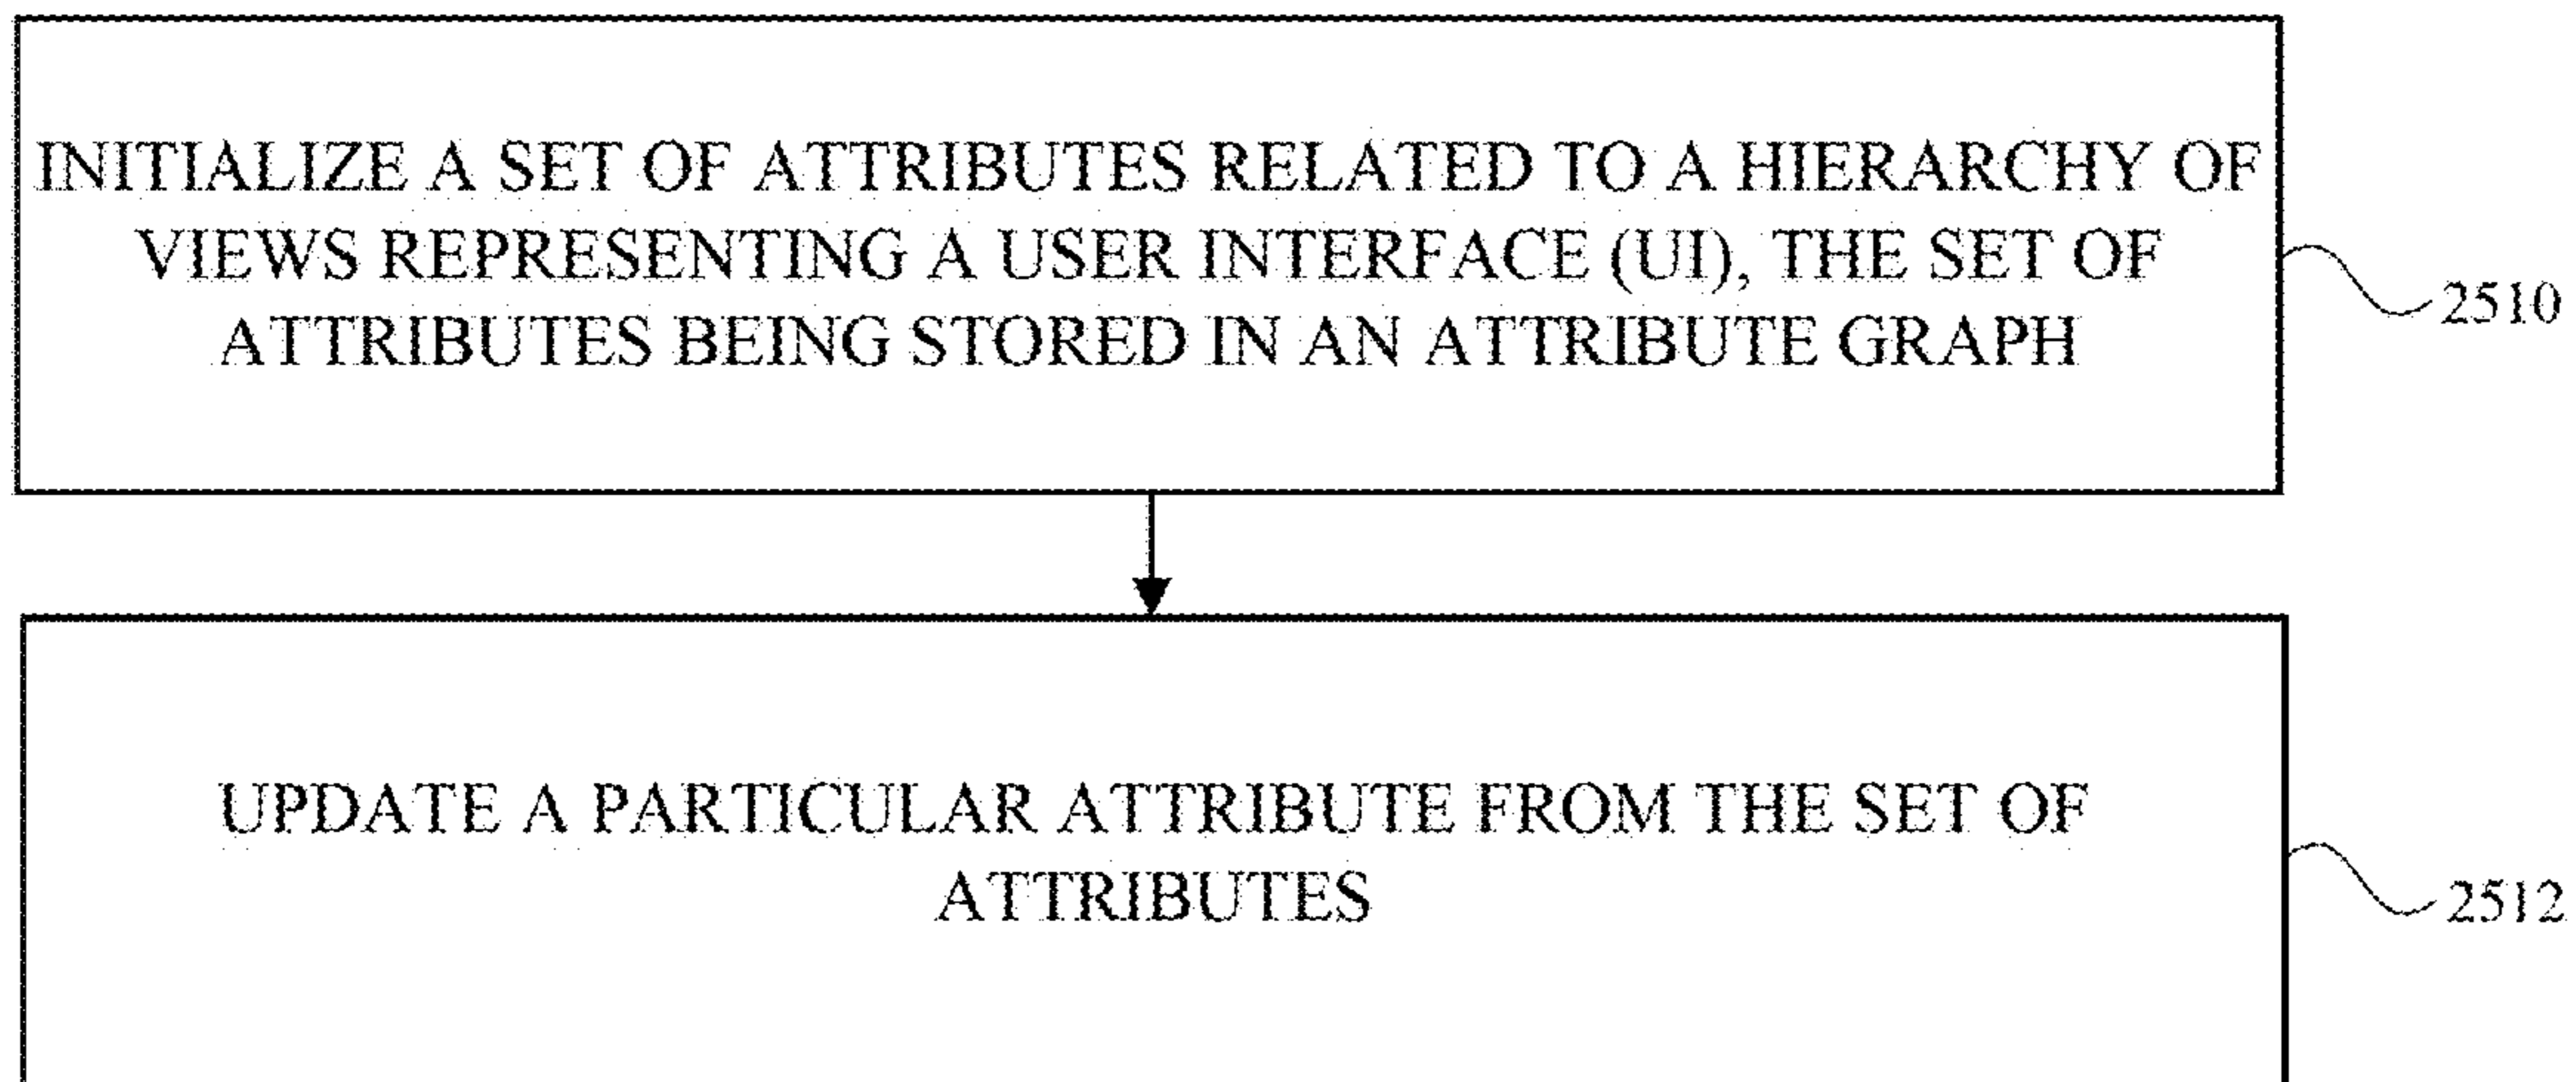 INITIALIZE A SET OF ATTRIBUTES RELATED TO A HIERARCHY OF
VIEWS REPRESENTING A USER INTERFACE (UI), THE SET OF
ATTRIBUTES BEING STORED IN AN ATTRIBUTE GRAPH
2510
UPDATE A PARTICULAR ATTRIBUTE FROM THE SET OF
ATTRIBUTES
2512